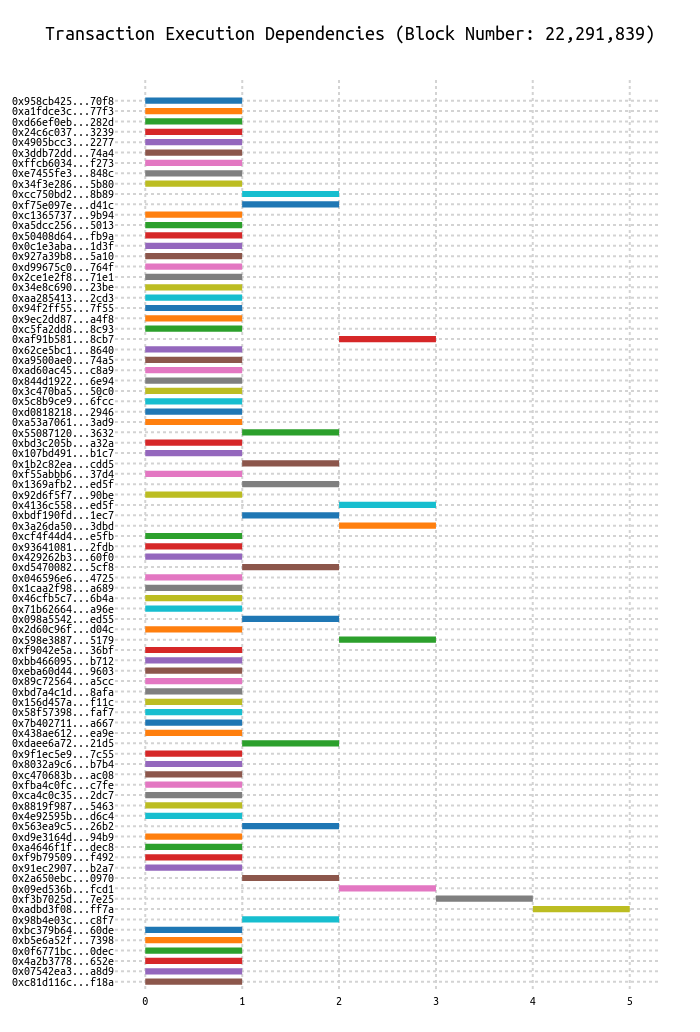 Transaction Execution Dependencies (Block Number: 22,291,839)
0x958cb425...70f8
0xa1fdce3c...77f3
0xd66ef0eb...282d
0x24c6c037...3239
0x4905bcc3...2277
0x3ddb72dd...74a4
0xffcb6034...f273
0xe7455fe3...848c
0x34f3e286...5b80
0xcc750bd2...8b89
0xf75e097e...d41c
0xc1365737...9b94
0xa5dcc256...5013
0x50408d64...fb9a
0x0c1e3aba...1d3f
0x927a39b8...5a10
0xd99675c0...764f
0x2ce1e2f8...71e1
0x34e8c690...23be
0xaa285413...2cd3
0x94f2ff55...7f55
0x9ec2dd87...a4f8
0xc5fa2dd8...8c93
0xaf91b581...8cb7
0x62ce5bc1...8640
0xa9500ae0...74a5
0xad60ac45...c8a9
0x844d1922...6e94
0x3c470ba5...50c0
0x5c8b9ce9...6fcc
0xd0818218...2946
0xa53a7061...3ad9
0x55087120...3632
0xbd3c205b...a32a
0x107bd491...b1c7
0x1b2c82ea...cdd5
0xf55abbb6...37d4
0x1369afb2...ed5f
0x92d6f5f7...90be
0x4136c558...ed5f
0xbdf190fd...1ec7
0x3a26da50...3dbd
0xcf4f44d4...e5fb
0x93641081...2fdb
0x429262b3...60f0
0xd5470082...5cf8
0x046596e6...4725
0x1caa2f98...a689
0x46cfb5c7...6b4a
0x71b62664...a96e
0x098a5542...ed55
0x2d60c96f...d04c
0x598e3887...5179
0xf9042e5a...36bf
0xbb466095...b712
0xeba60d44...9603
0x89c72564...a5cc
0xbd7a4c1d...8afa
0x156d457a...f11c
0x58f57398...faf7
0x7b402711...a667
0x438ae612...ea9e
0xdaee6a72...21d5
0x9f1ec5e9...7c55
0x8032a9c6...b7b4
0xc470683b...ac08
0xfba4c0fc...c7fe
0xca4c0c35...2dc7
0x8819f987...5463
0x4e92595b...d6c4
0x563ea9c5...26b2
0xd9e3164d...94b9
0xa4646f1f...dec8
0xf9b79509...f492
0x91ec2907...b2a7
0x2a650ebc...0970
0x09ed536b...fcd1
0xf3b7025d...7e25
0xadbd3f08...ff7a
0x98b4e03c...c8f7
0xbc379b64...60de
0xb5e6a52f...7398
0x0f6771bc...0dec
0x4a2b3778...652e
0x07542ea3...a8d9
0xc81d116c...f18a
0 1 2 3 4 5